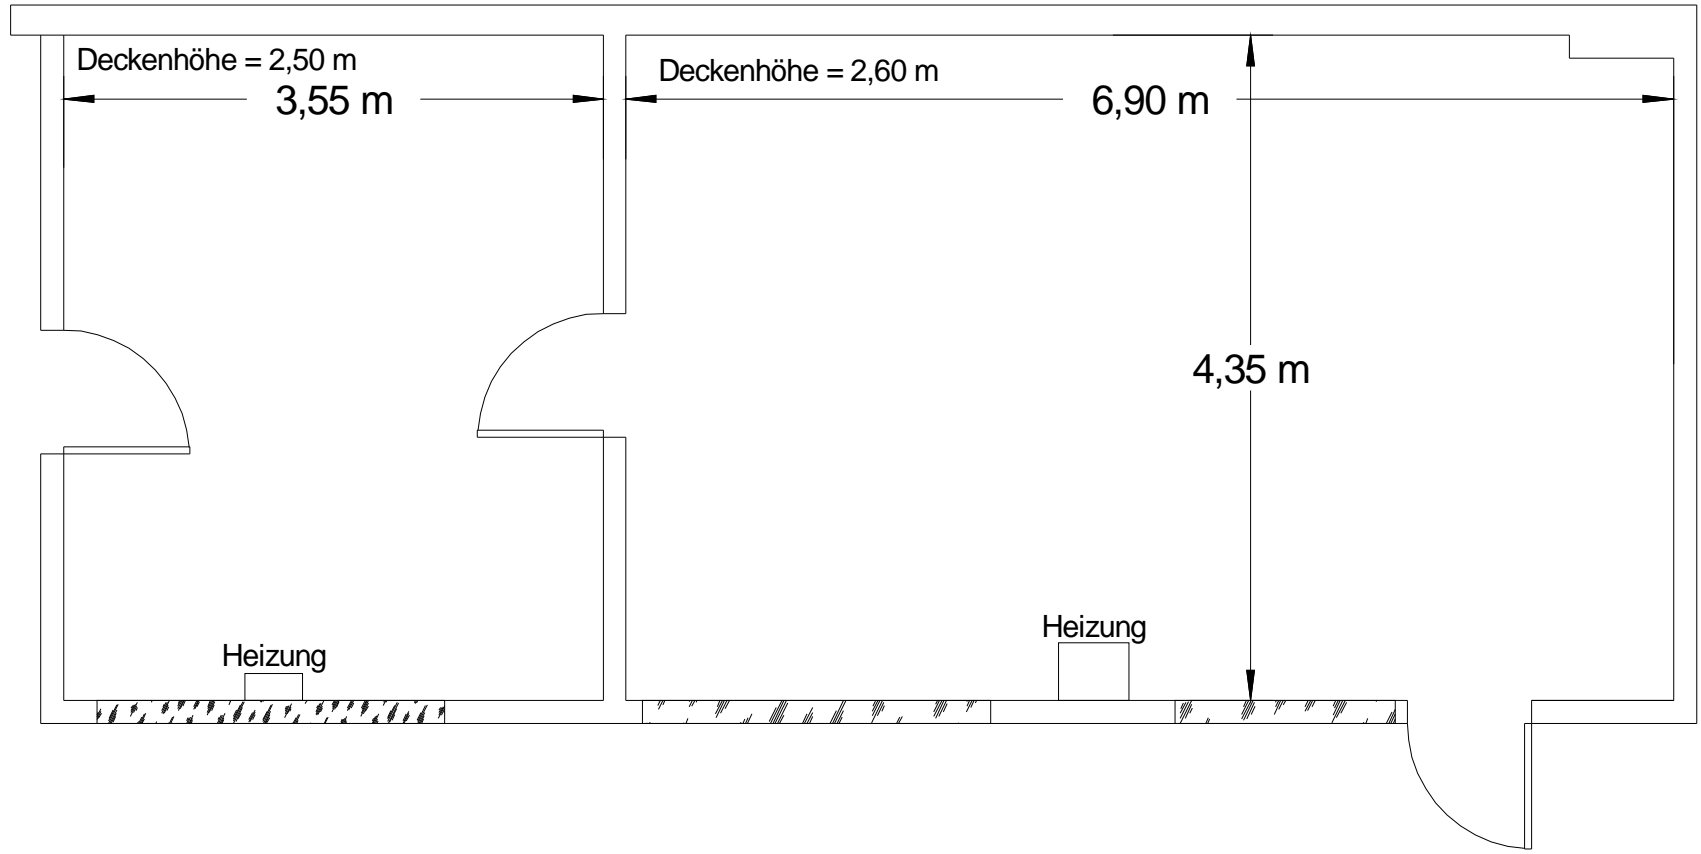 Deckenhöhe = 2,50 m
3,55 m
Deckenhöhe = 2,60 m
6,90 m
4,35 m
Heizung
Heizung